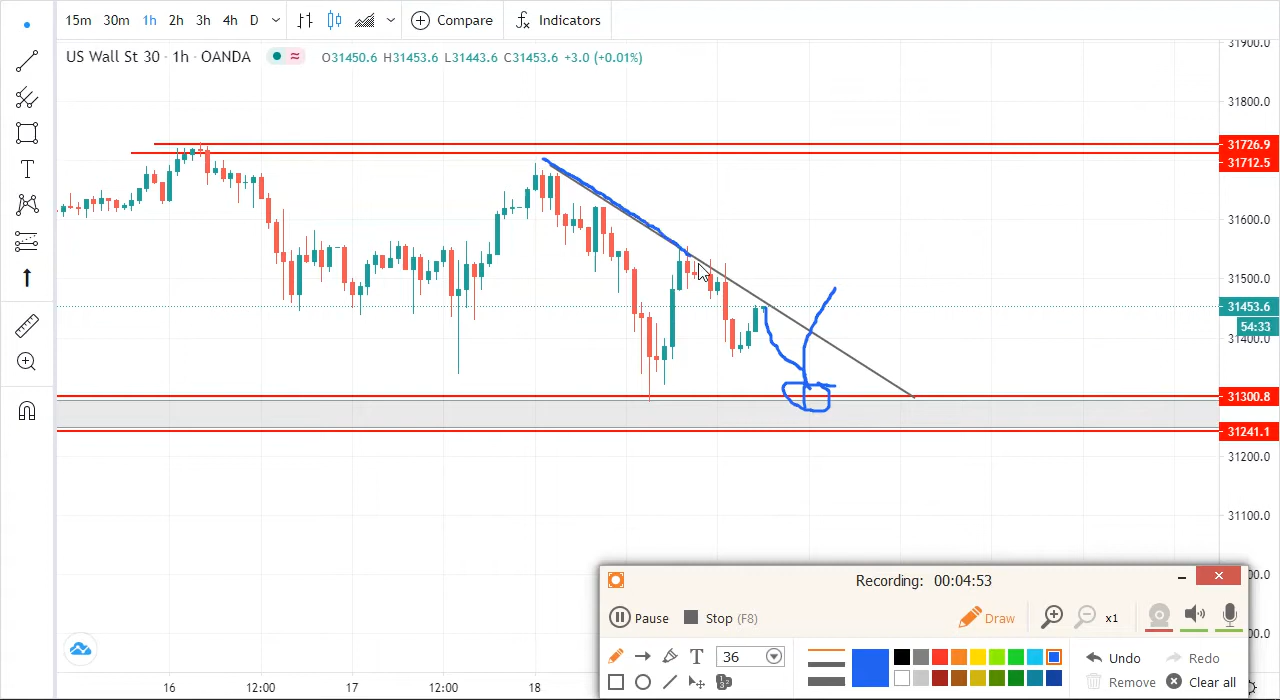 15m 30m 1h 2h 3h 4h D Compare Indicators
US Wall St 30 · 1h · OANDA O31450.6 H31453.6 L31443.6 C31453.6 +3.0 (+0.01%)
31900.0
31800.0
31726.9
31712.5
31600.0
31500.0
31453.6
54:33
31400.0
31300.8
31241.1
31200.0
31100.0
Recording: 00:04:53
Pause Stop (F8) Draw x1
T 36 Undo Redo
Remove Clear all
16 12:00 17 12:00 18